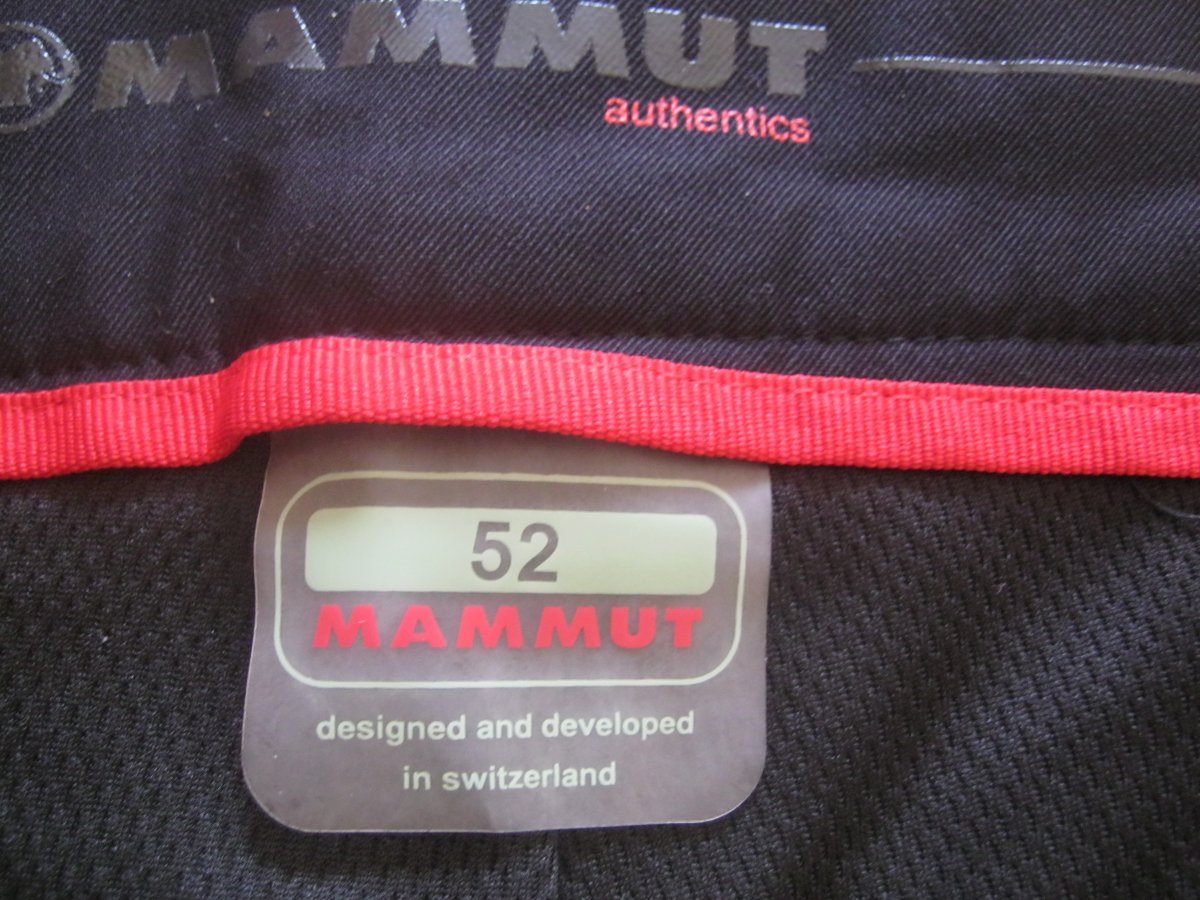 MAMMUT
authentics
52
MAMMUT
designed and developed
in switzerland